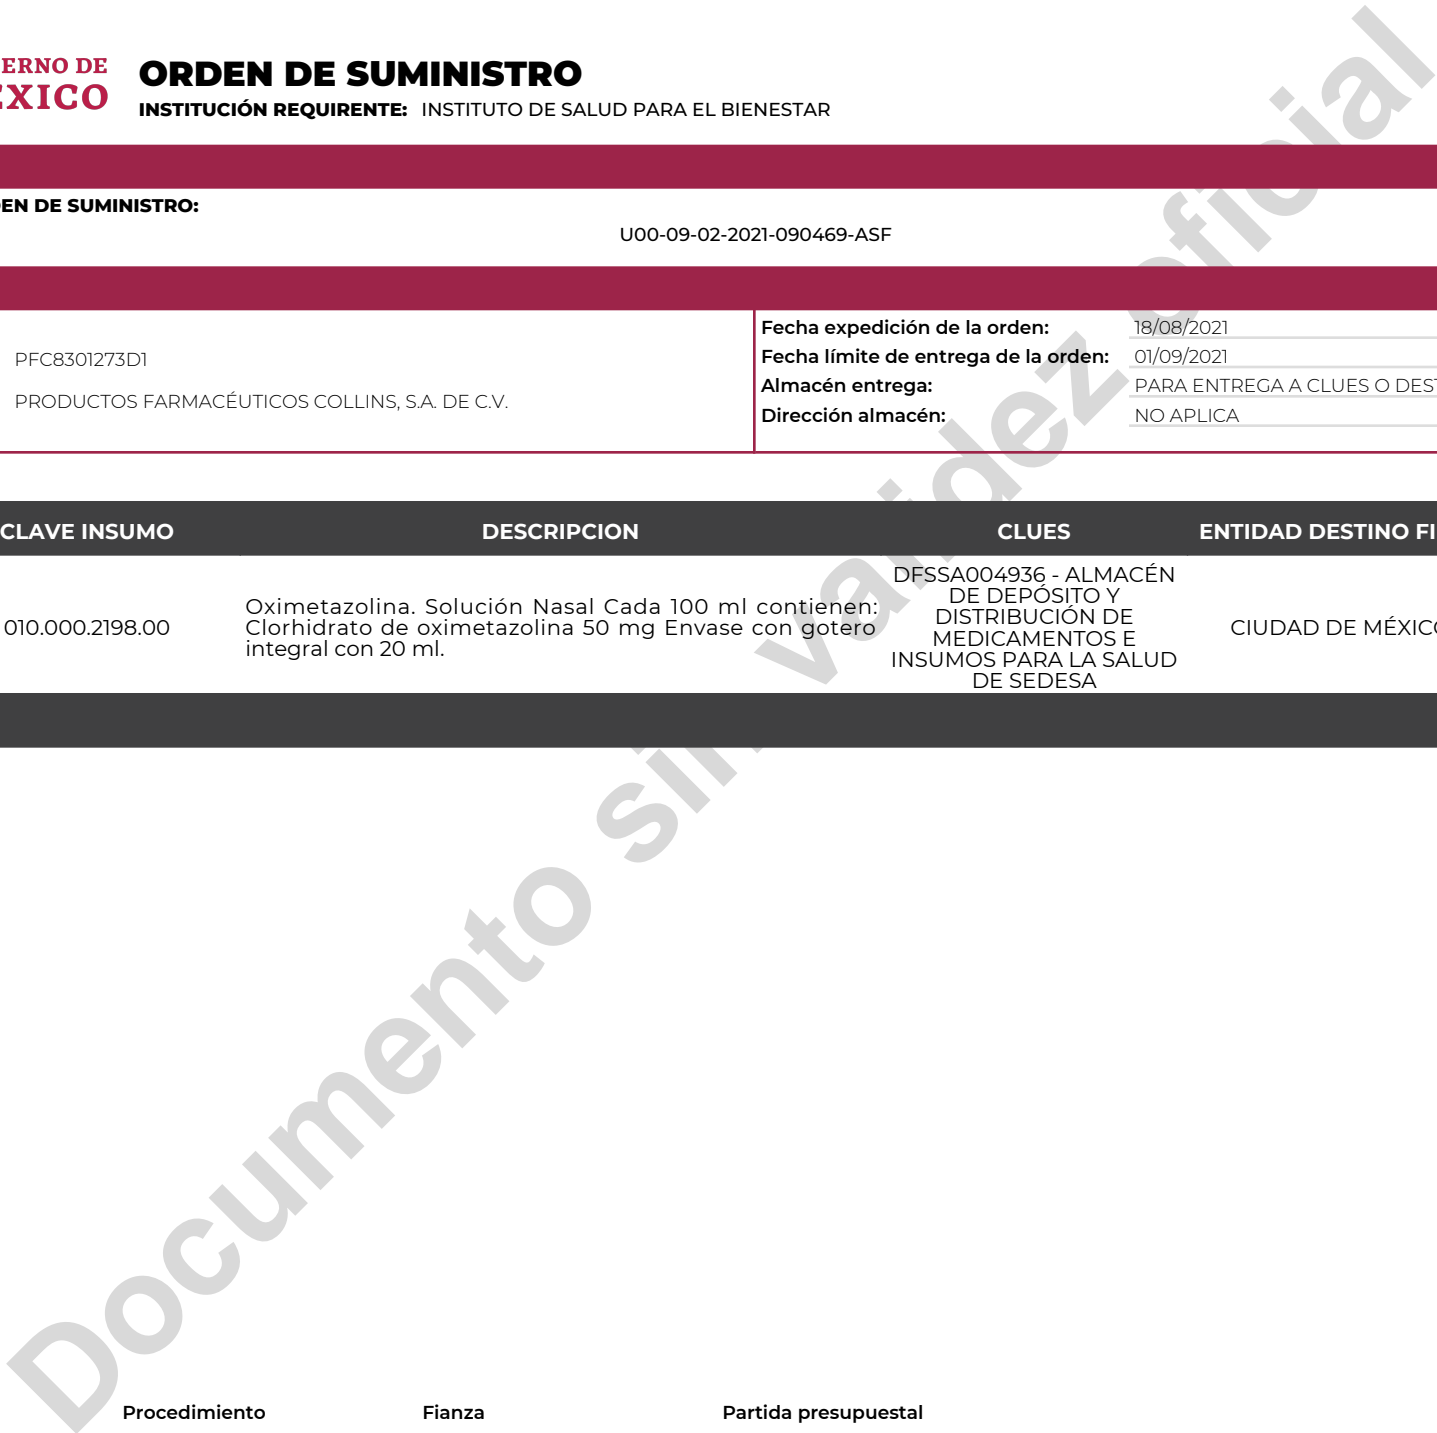 ERNO DE
ÉXICO
ORDEN DE SUMINISTRO
INSTITUCIÓN REQUIRENTE: INSTITUTO DE SALUD PARA EL BIENESTAR
EN DE SUMINISTRO:
U00-09-02-2021-090469-ASF
PFC8301273D1
PRODUCTOS FARMACÉUTICOS COLLINS, S.A. DE C.V.
Fecha expedición de la orden: 18/08/2021
Fecha límite de entrega de la orden: 01/09/2021
Almacén entrega: PARA ENTREGA A CLUES O DEST
Dirección almacén: NO APLICA
CLAVE INSUMO DESCRIPCION CLUES ENTIDAD DESTINO FI
010.000.2198.00
Oximetazolina. Solución Nasal Cada 100 ml contienen:
Clorhidrato de oximetazolina 50 mg Envase con gotero
integral con 20 ml.
DFSSA004936 - ALMACÉN
DE DEPÓSITO Y
DISTRIBUCIÓN DE
MEDICAMENTOS E
INSUMOS PARA LA SALUD
DE SEDESA
CIUDAD DE MÉXICO
Documento sin validez oficial
Procedimiento Fianza Partida presupuestal